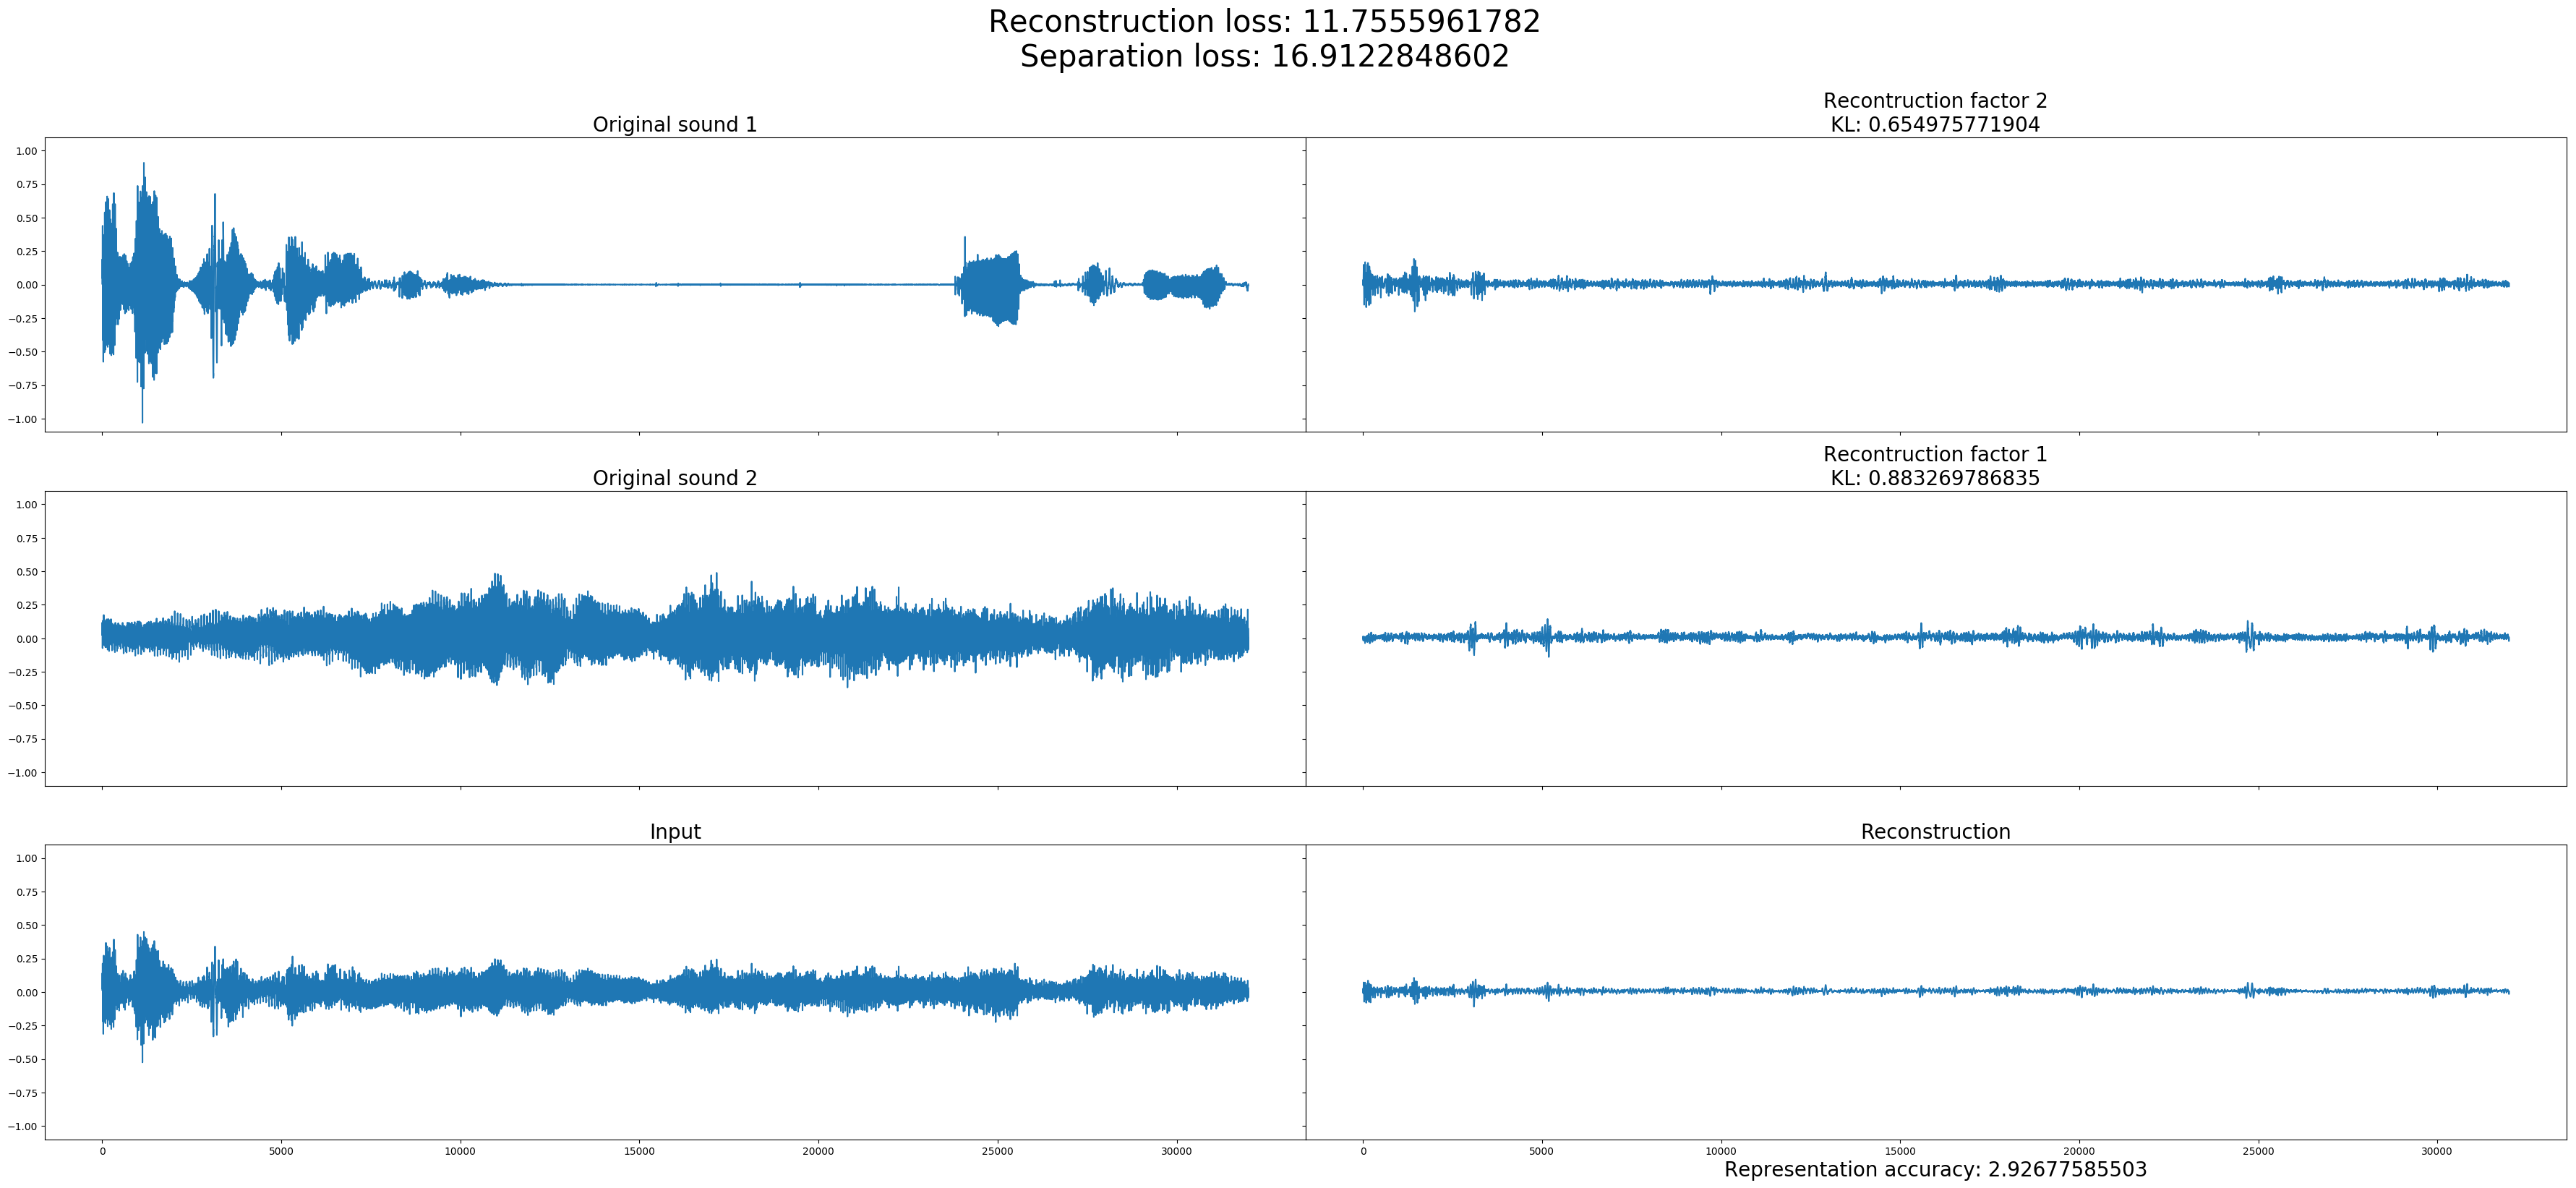 Reconstruction loss: 11.7555961782
Separation loss: 16.9122848602
Original sound 1
Recontruction factor 2
KL: 0.654975771904
1.00
0.75
0.50
0.25
0.00
−0.25
−0.50
−0.75
−1.00
Original sound 2
Recontruction factor 1
KL: 0.883269786835
1.00
0.75
0.50
0.25
0.00
−0.25
−0.50
−0.75
−1.00
Input
Reconstruction
1.00
0.75
0.50
0.25
0.00
−0.25
−0.50
−0.75
−1.00
0 5000 10000 15000 20000 25000 30000
0 5000 10000 15000 20000 25000 30000
Representation accuracy: 2.92677585503